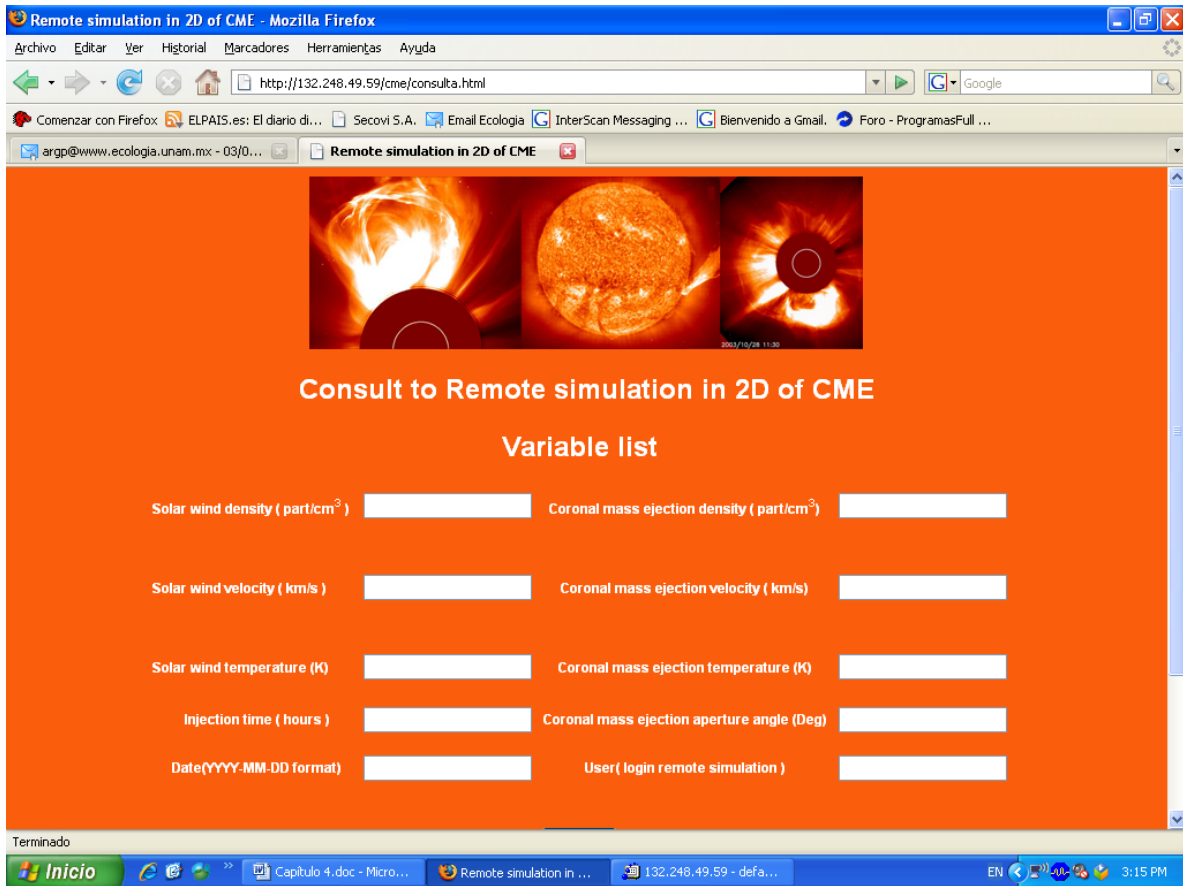 Remote simulation in 2D of CME - Mozilla Firefox
Archivo Editar Ver Historial Marcadores Herramientas Ayuda
http://132.248.49.59/cme/consulta.html
G Google
Comenzar con Firefox ELPAIS.es: El diario di... Secovi S.A. Email Ecologia InterScan Messaging ... Bienvenido a Gmail. Foro - ProgramasFull ...
argp@www.ecologia.unam.mx - 03/0... Remote simulation in 2D of CME
2003/10/28 11:30
Consult to Remote simulation in 2D of CME
Variable list
Solar wind density ( part/cm³ ) Coronal mass ejection density ( part/cm³)
Solar wind velocity ( km/s ) Coronal mass ejection velocity ( km/s)
Solar wind temperature (K) Coronal mass ejection temperature (K)
Injection time ( hours ) Coronal mass ejection aperture angle (Deg)
Date(YYYY-MM-DD format) User( login remote simulation )
Terminado
Inicio Capítulo 4.doc - Micro... Remote simulation in ... 132.248.49.59 - defa... EN 3:15 PM